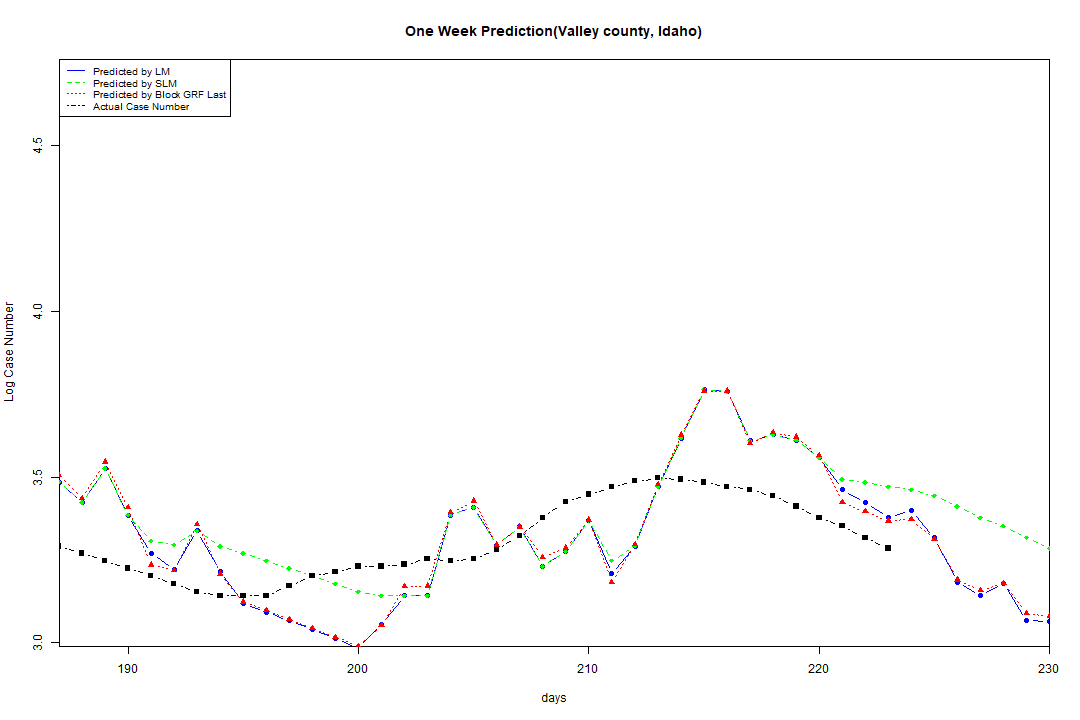 One Week Prediction(Valley county, Idaho)
Predicted by LM
Predicted by SLM
Predicted by Block GRF Last
Actual Case Number
4.5
4.0
3.5
3.0
Log Case Number
190
200
210
220
230
days